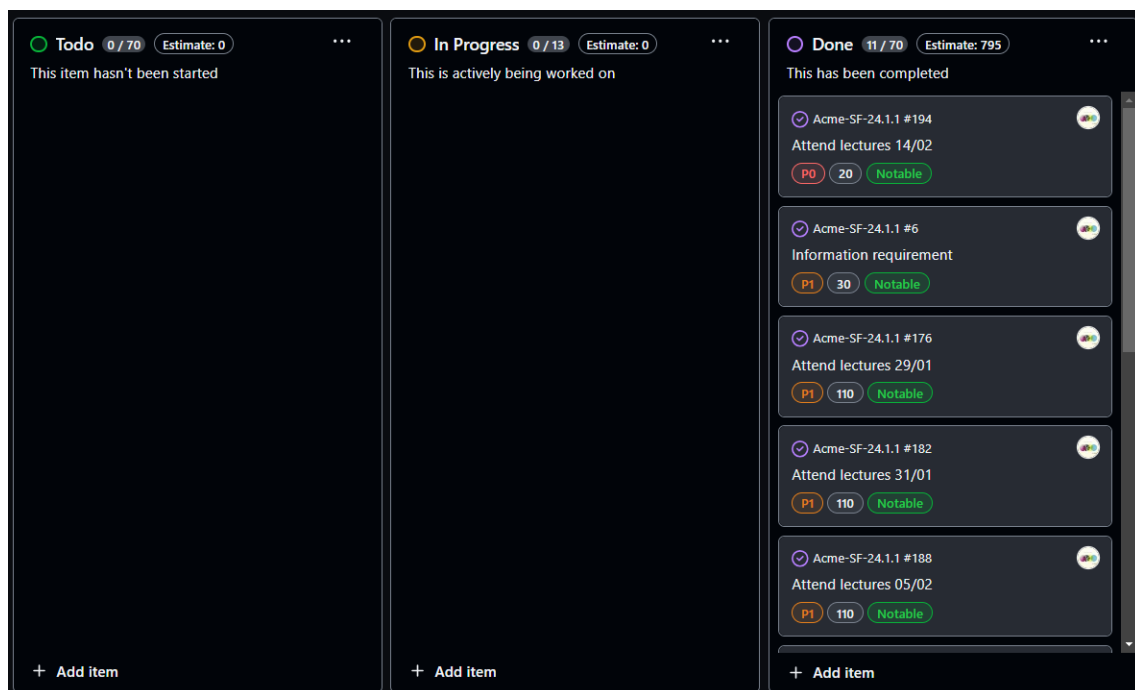 Todo 0 / 70 Estimate: 0
This item hasn't been started
+ Add item
In Progress 0 / 13 Estimate: 0
This is actively being worked on
+ Add item
Done 11 / 70 Estimate: 795
This has been completed
Acme-SF-24.1.1 #194
Attend lectures 14/02
P0 20 Notable
Acme-SF-24.1.1 #6
Information requirement
P1 30 Notable
Acme-SF-24.1.1 #176
Attend lectures 29/01
P1 110 Notable
Acme-SF-24.1.1 #182
Attend lectures 31/01
P1 110 Notable
Acme-SF-24.1.1 #188
Attend lectures 05/02
P1 110 Notable
+ Add item